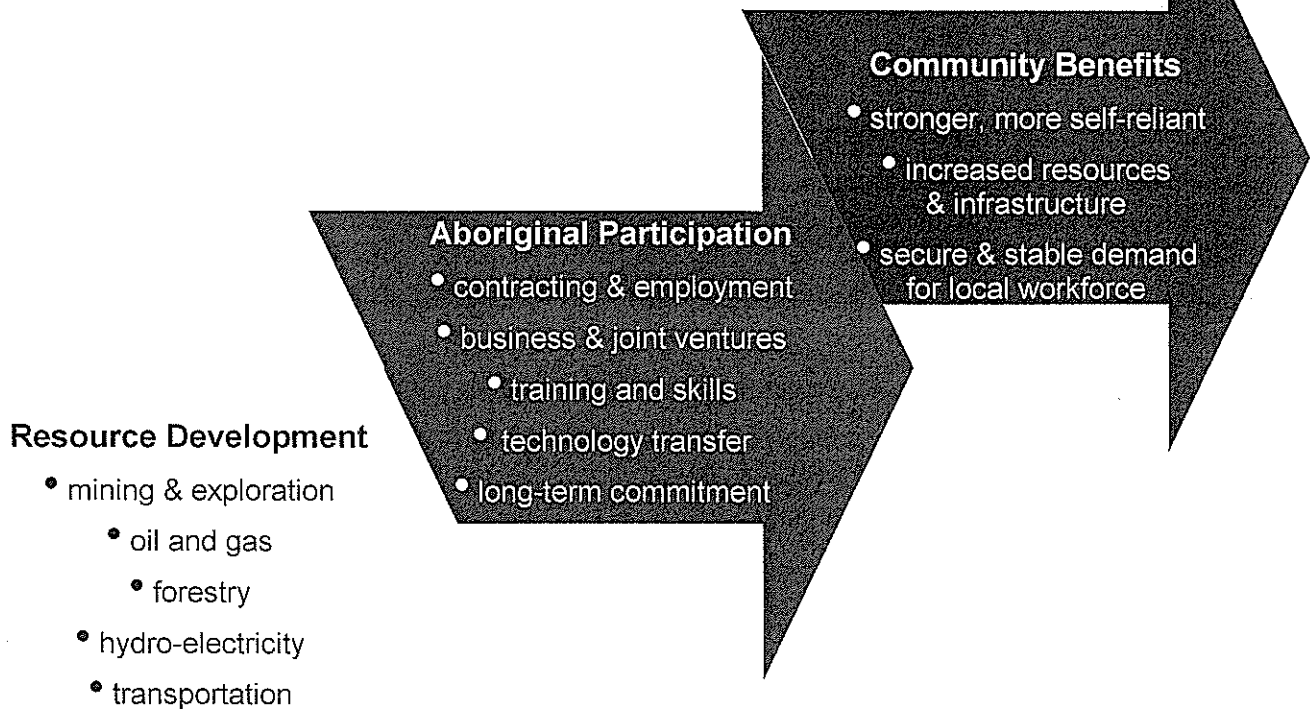 Community Benefits
• stronger, more self-reliant
• increased resources
& infrastructure
• secure & stable demand
for local workforce
Aboriginal Participation
• contracting & employment
• business & joint ventures
• training and skills
• technology transfer
• long-term commitment
Resource Development
• mining & exploration
• oil and gas
• forestry
• hydro-electricity
• transportation